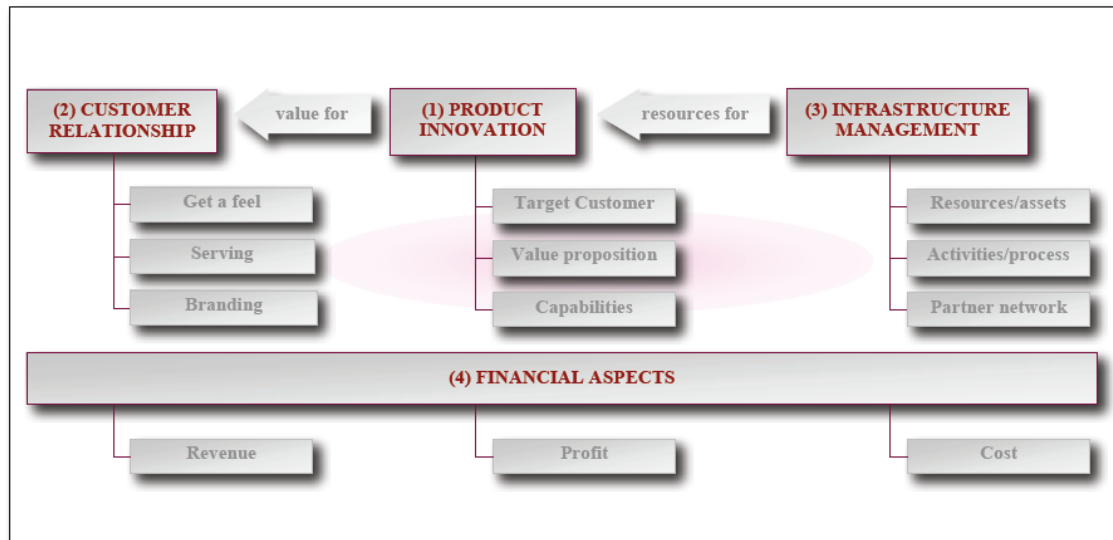 (2) CUSTOMER
RELATIONSHIP
value for
(1) PRODUCT
INNOVATION
resources for
(3) INFRASTRUCTURE
MANAGEMENT
Get a feel
Serving
Branding
Target Customer
Value proposition
Capabilities
Resources/assets
Activities/process
Partner network
(4) FINANCIAL ASPECTS
Revenue
Profit
Cost